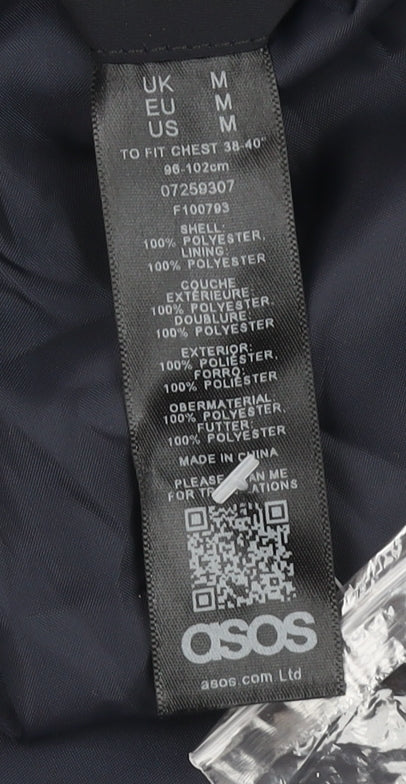 UK M
EU M
US M
TO FIT CHEST 38-40"
96-102cm
07259307
F100793
SHELL:
100% POLYESTER,
LINING:
100% POLYESTER
COUCHE
EXTÉRIEURE:
100% POLYESTER,
DOUBLURE:
100% POLYESTER
EXTERIOR:
100% POLIÉSTER,
FORRO:
100% POLIÉSTER
OBERMATERIAL:
100% POLYESTER,
FUTTER:
100% POLYESTER
MADE IN CHINA
PLEASE ME
FOR
asos
asos.com Ltd